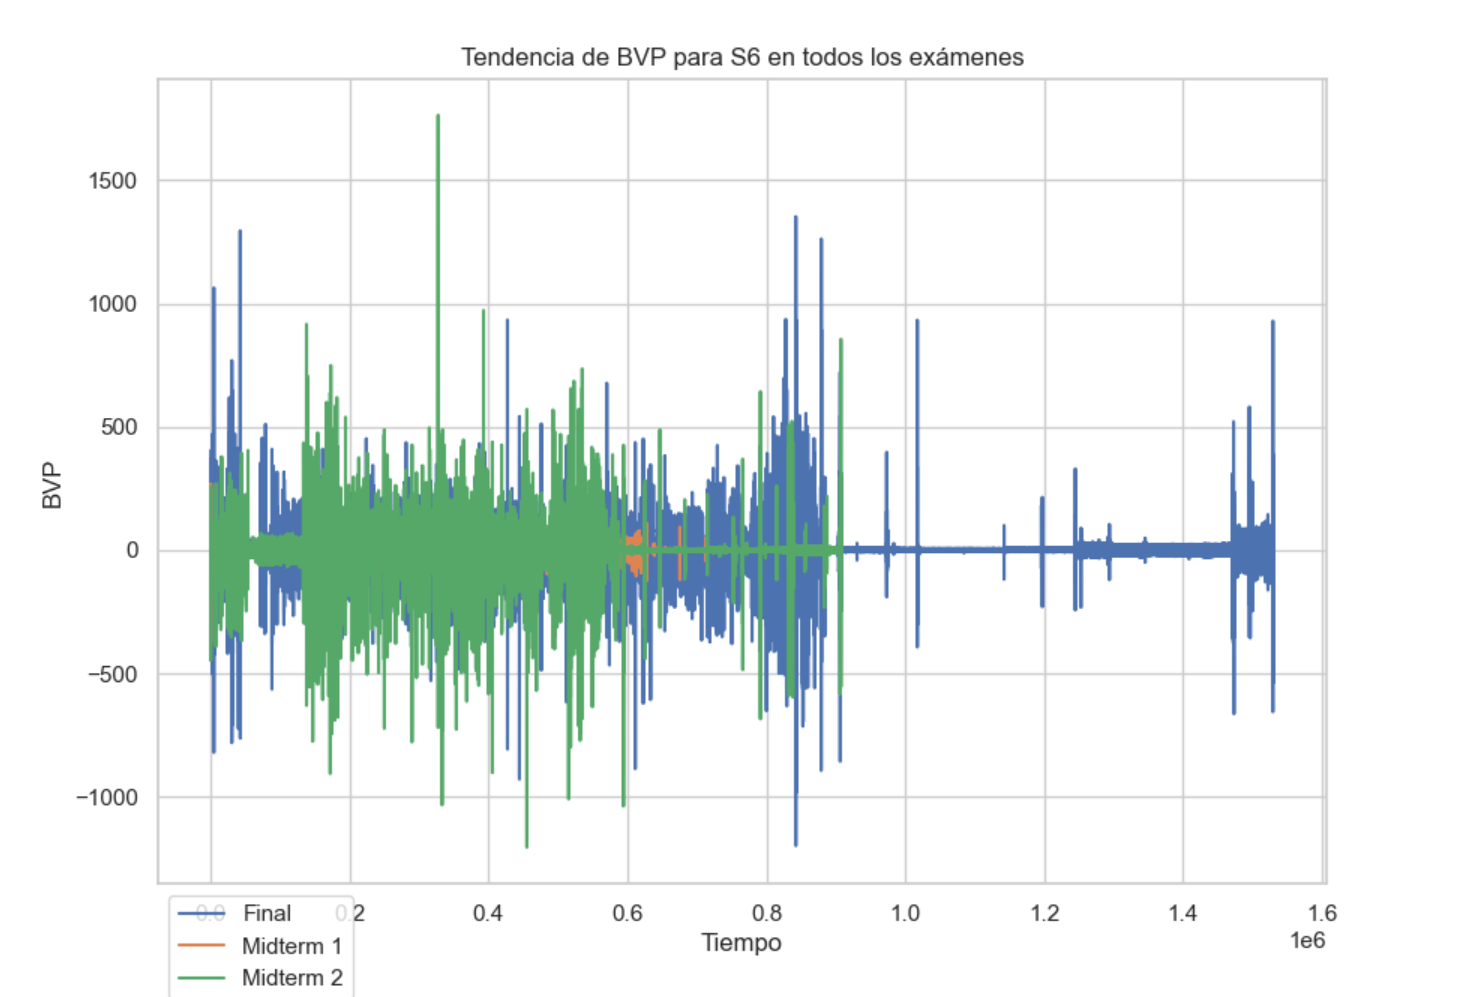 Tendencia de BVP para S6 en todos los exámenes
BVP
1500
1000
500
0
−500
−1000
0.0 0.2 0.4 0.6 0.8 1.0 1.2 1.4 1.6
1e6
Tiempo
Final
Midterm 1
Midterm 2